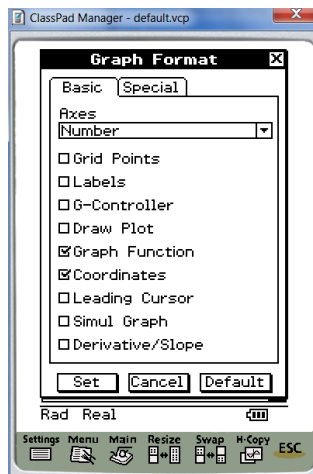 ClassPad Manager - default.vcp
Graph Format
Basic Special
Axes
Number
Grid Points
Labels
G-Controller
Draw Plot
Graph Function
Coordinates
Leading Cursor
Simul Graph
Derivative/Slope
Set Cancel Default
Rad Real
Settings Menu Main Resize Swap H-Copy ESC